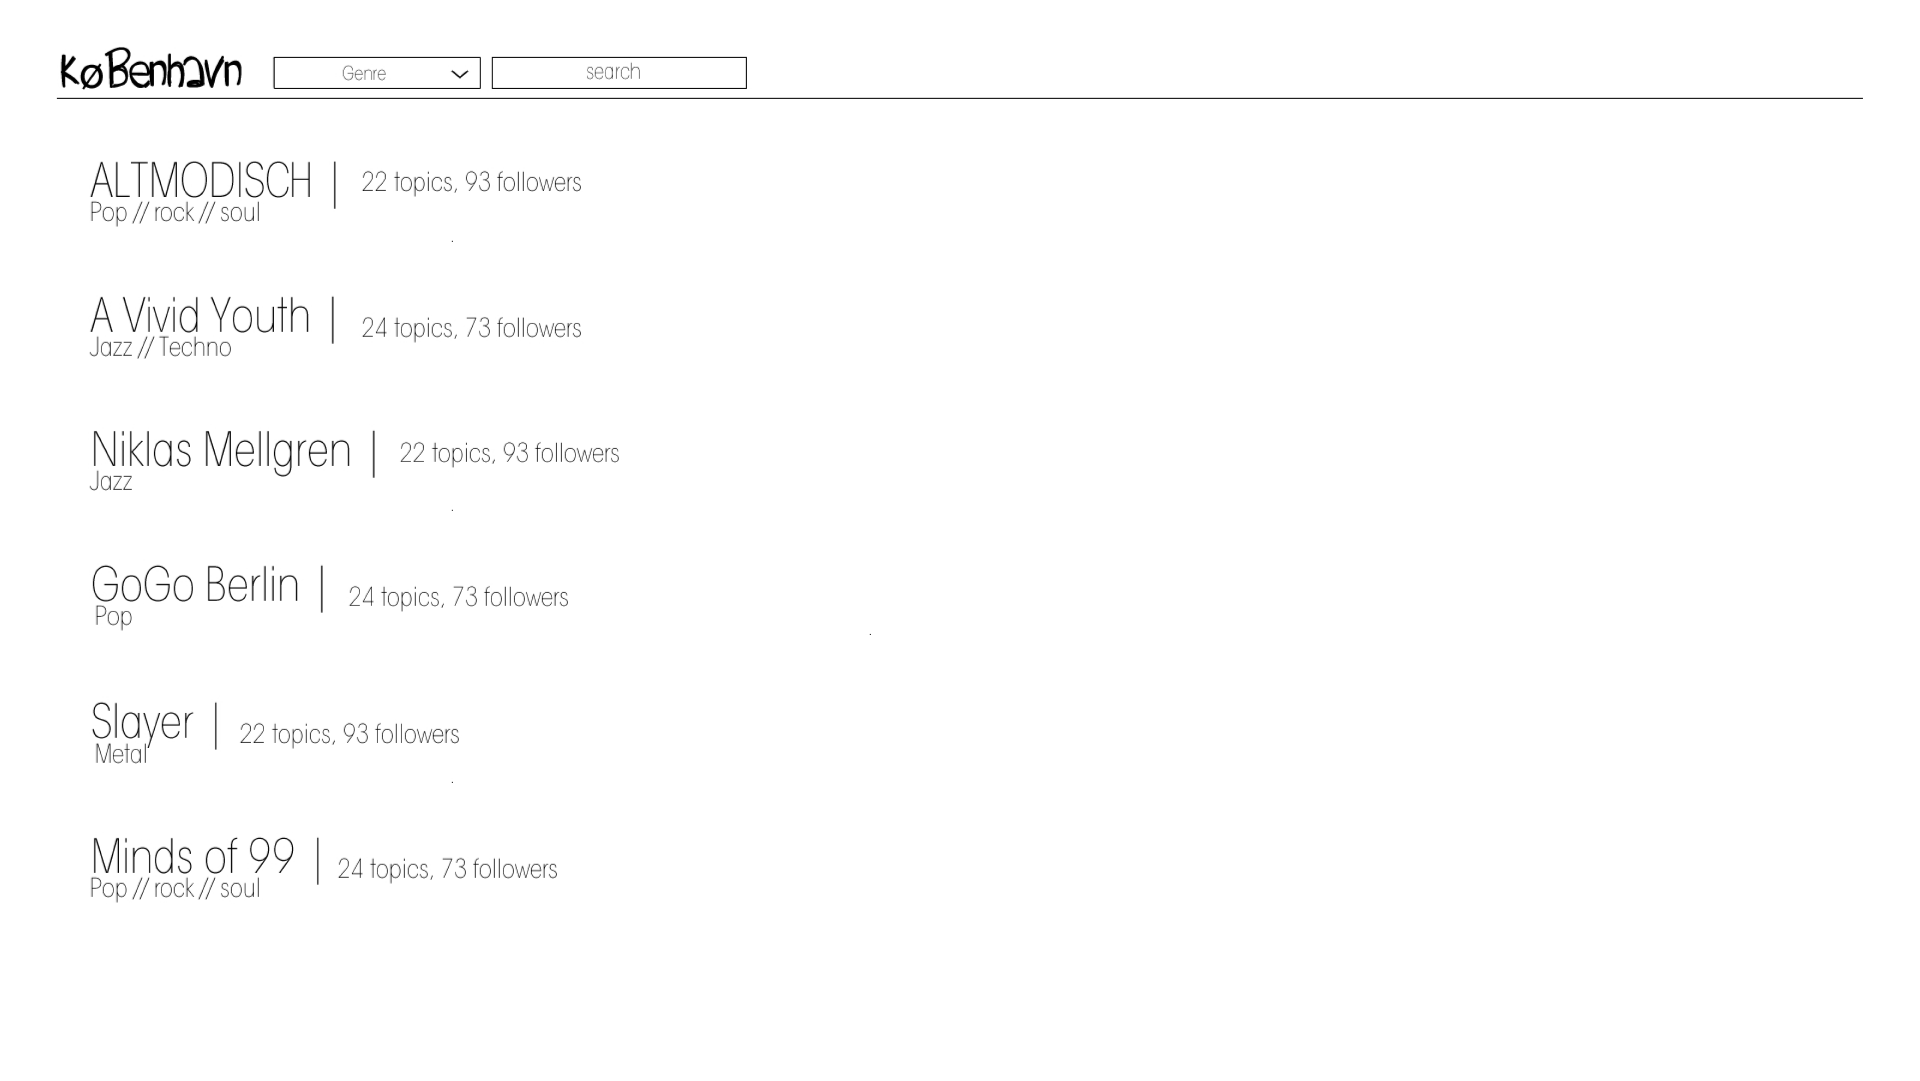 KøBenhavn Genre search
ALTMODISCH | 22 topics, 93 followers
Pop // rock // soul
A Vivid Youth | 24 topics, 73 followers
Jazz // Techno
Niklas Mellgren | 22 topics, 93 followers
Jazz
GoGo Berlin | 24 topics, 73 followers
Pop
Slayer | 22 topics, 93 followers
Metal
Minds of 99 | 24 topics, 73 followers
Pop // rock // soul